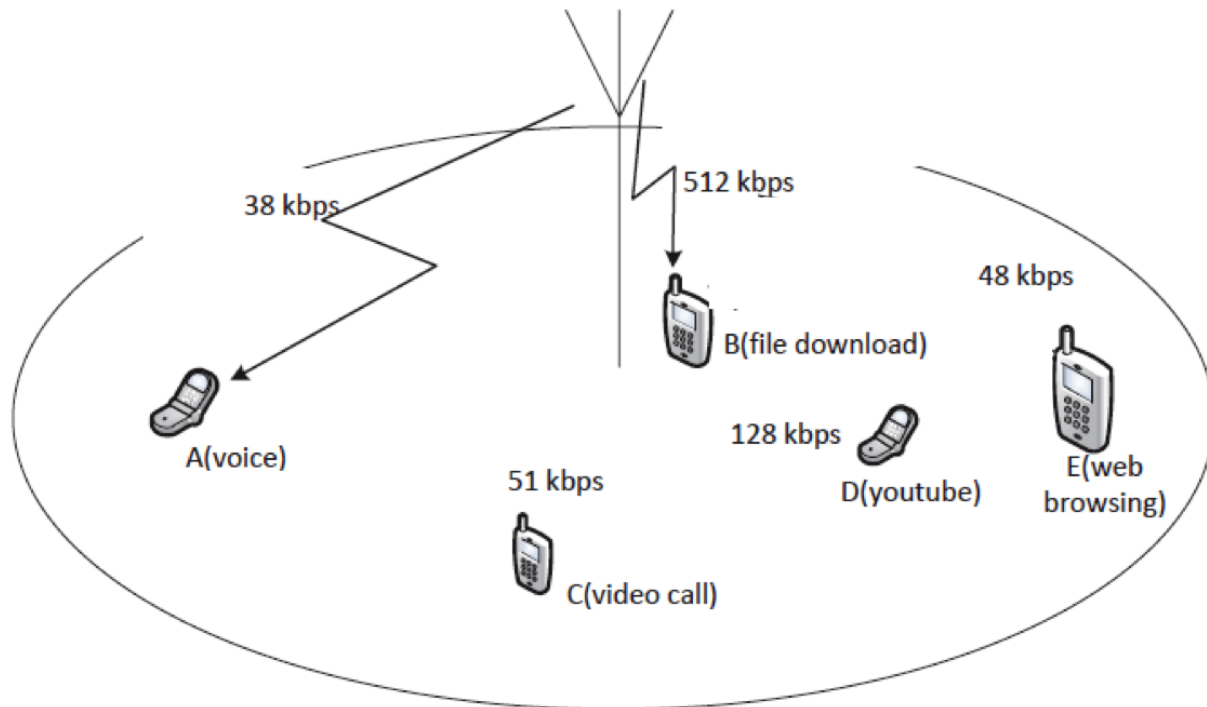 38 kbps
512 kbps
48 kbps
B(file download)
128 kbps
A(voice)
51 kbps
D(youtube)
E(web
browsing)
C(video call)